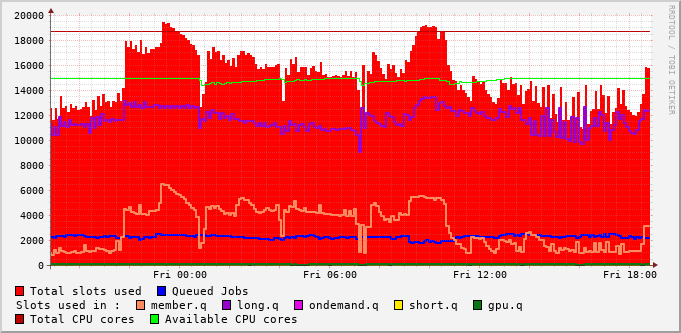 RRDTOOL / TOBI OETIKER
20000
18000
16000
14000
12000
10000
8000
6000
4000
2000
0
Fri 00:00 Fri 06:00 Fri 12:00 Fri 18:00
Total slots used Queued Jobs
Slots used in : member.q long.q ondemand.q short.q gpu.q
Total CPU cores Available CPU cores